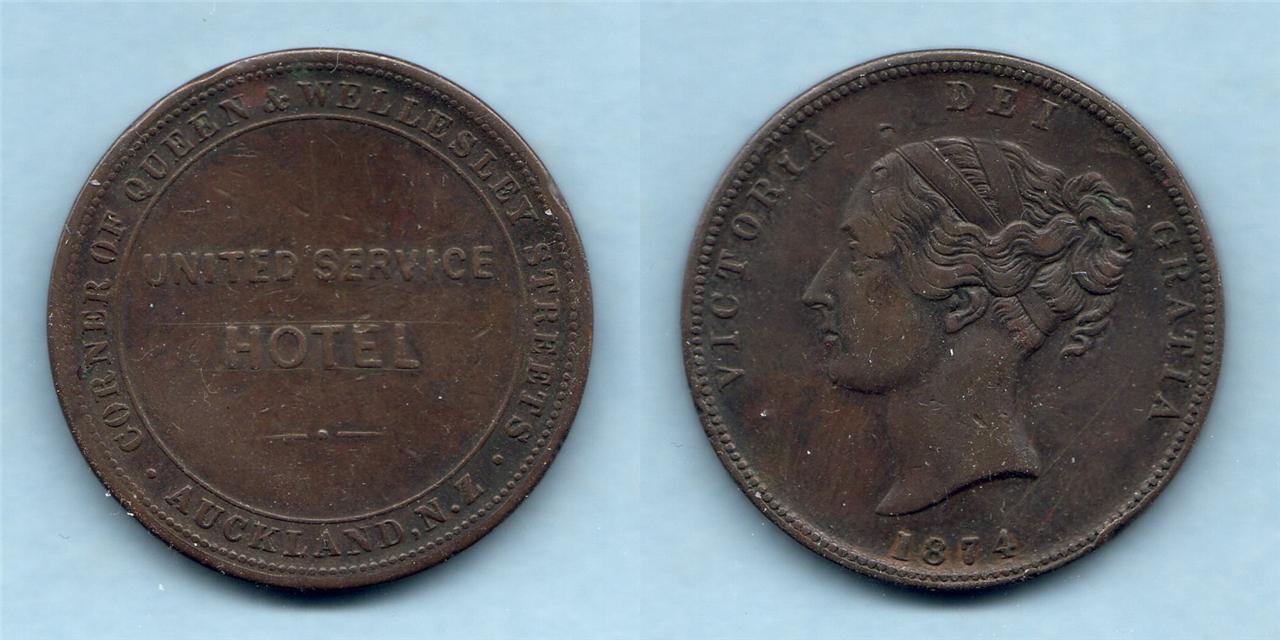 CORNER OF QUEEN & WELLESLEY STREETS
UNITED SERVICE
HOTEL
· AUCKLAND, N.Z ·
VICTORIA DEI GRATIA
1874